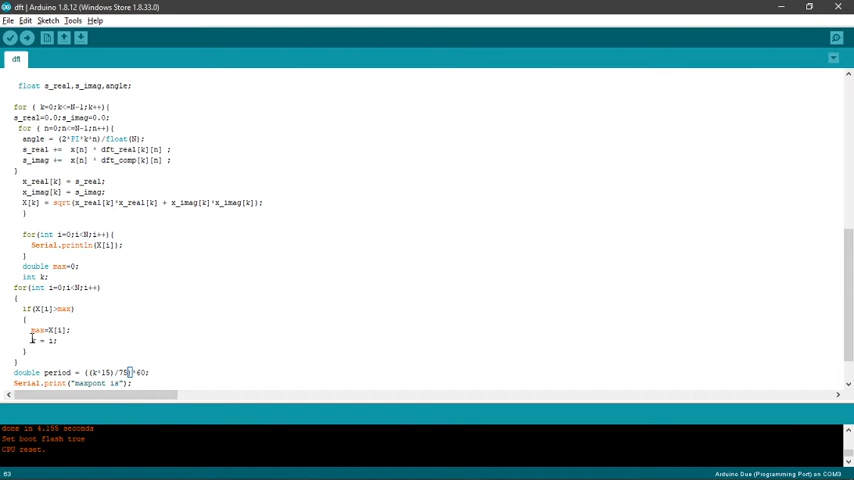 dft | Arduino 1.8.12 (Windows Store 1.8.33.0)
File Edit Sketch Tools Help
dft
float s_real,s_imag,angle;
for ( k=0;k<=N-1;k++){
s_real=0.0;s_imag=0.0;
for ( n=0;n<=N-1;n++){
angle = (2*PI*k*n)/float(N);
s_real += x[n] * dft_real[k][n] ;
s_imag += x[n] * dft_comp[k][n] ;
}
x_real[k] = s_real;
x_imag[k] = s_imag;
X[k] = sqrt(x_real[k]*x_real[k] + x_imag[k]*x_imag[k]);
}
for(int i=0;i<N;i++){
Serial.println(X[i]);
}
double max=0;
int k;
for(int i=0;i<N;i++)
{
if(X[i]>max)
{
max=X[i];
k = i;
}
}
double period = ((k*15)/75)*60;
Serial.print("maxpont is");
done in 4.155 seconds
Set boot flash true
CPU reset.
63
Arduino Due (Programming Port) on COM3